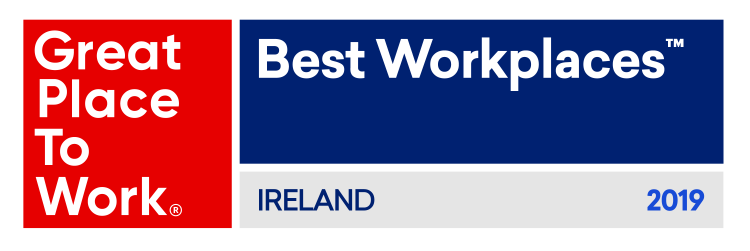 Great
Place
To
Work®
Best Workplaces™
IRELAND 2019